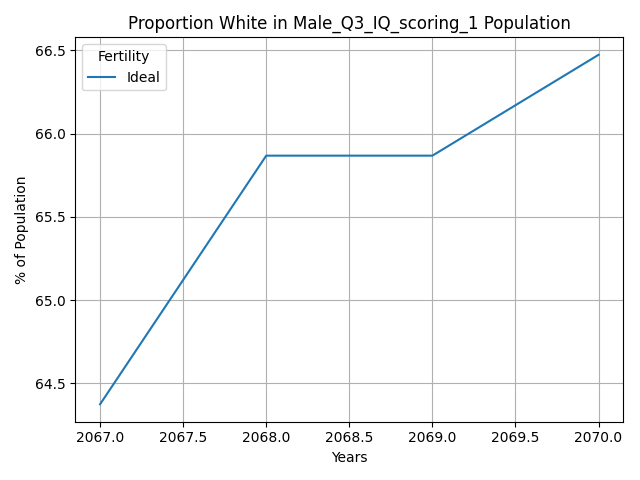 Proportion White in Male_Q3_IQ_scoring_1 Population
Fertility
Ideal
% of Population
66.5
66.0
65.5
65.0
64.5
2067.0 2067.5 2068.0 2068.5 2069.0 2069.5 2070.0
Years